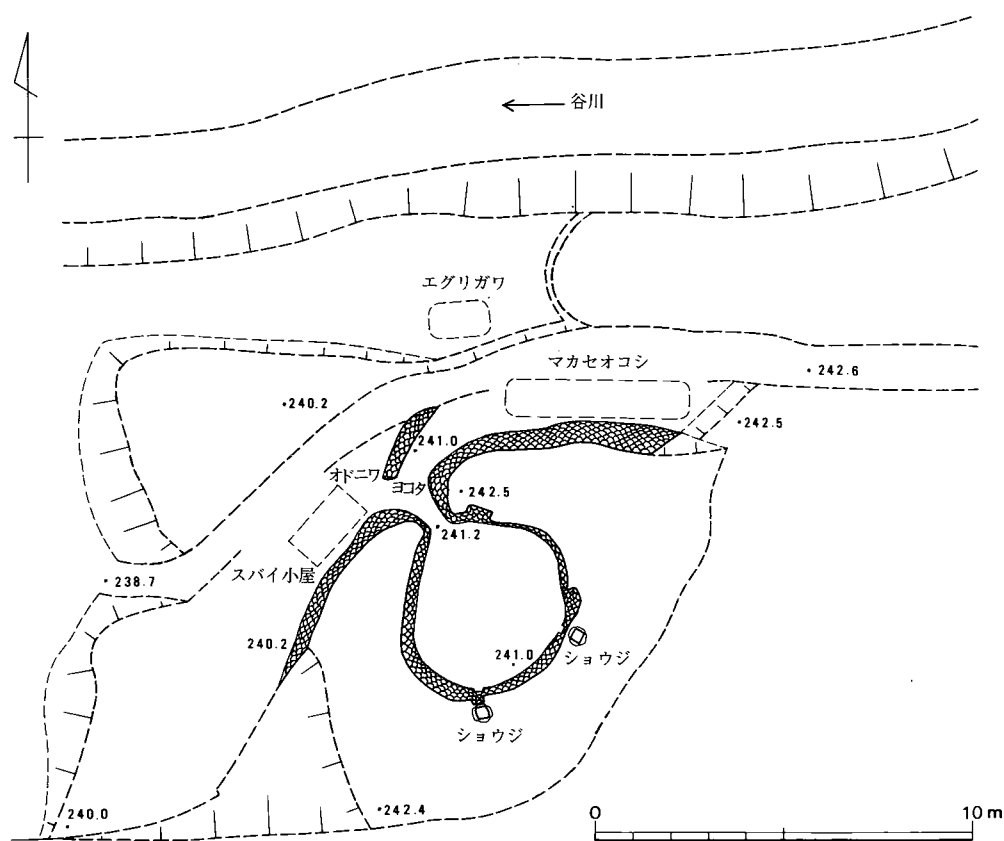 谷川
エグリガワ
マカセオコシ
242.6
240.2
242.5
241.0
オドニワ
ヨコタ
242.5
241.2
スバイ小屋
238.7
240.2
241.0
ショウジ
ショウジ
242.4
240.0
0 10m